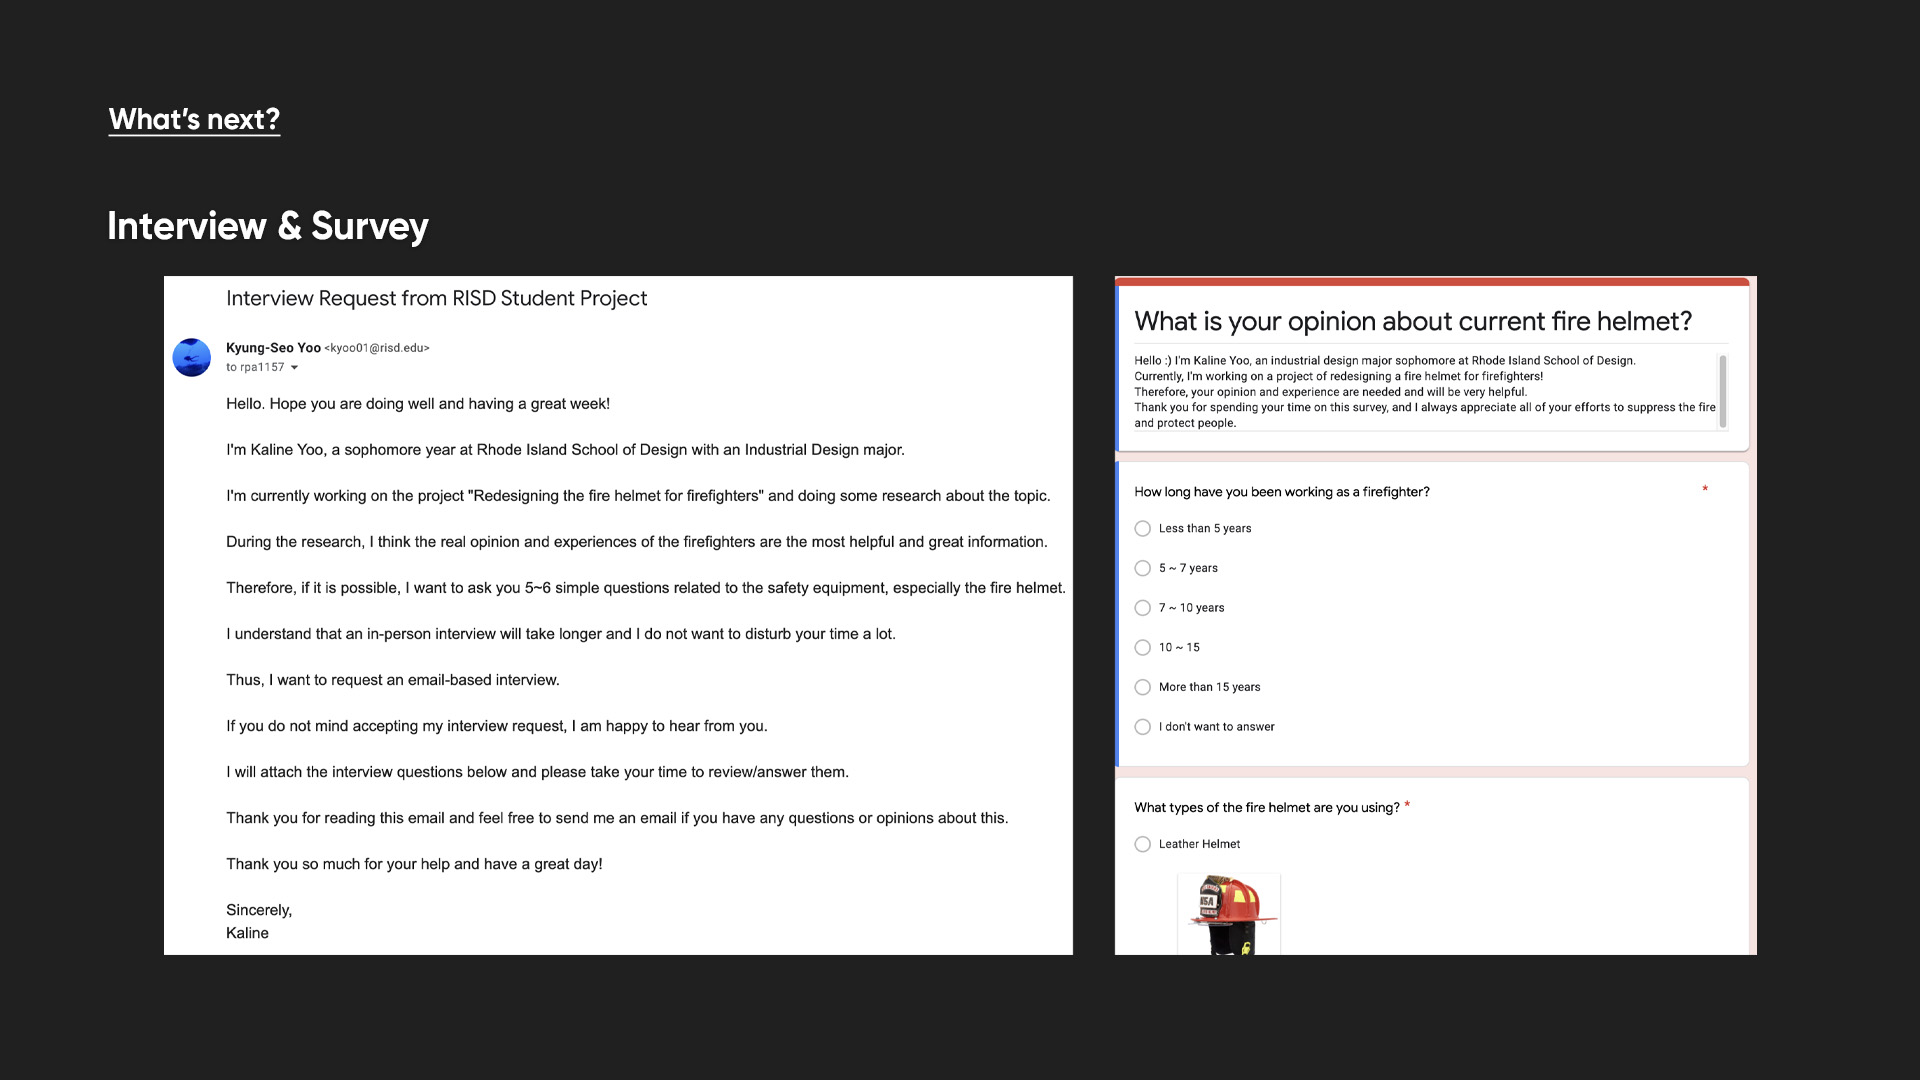 What's next?
Interview & Survey
Interview Request from RISD Student Project
Kyung-Seo Yoo <kyoo01@risd.edu>
to rpa1157
Hello. Hope you are doing well and having a great week!
I'm Kaline Yoo, a sophomore year at Rhode Island School of Design with an Industrial Design major.
I'm currently working on the project "Redesigning the fire helmet for firefighters" and doing some research about the topic.
During the research, I think the real opinion and experiences of the firefighters are the most helpful and great information.
Therefore, if it is possible, I want to ask you 5~6 simple questions related to the safety equipment, especially the fire helmet.
I understand that an in-person interview will take longer and I do not want to disturb your time a lot.
Thus, I want to request an email-based interview.
If you do not mind accepting my interview request, I am happy to hear from you.
I will attach the interview questions below and please take your time to review/answer them.
Thank you for reading this email and feel free to send me an email if you have any questions or opinions about this.
Thank you so much for your help and have a great day!
Sincerely,
Kaline
What is your opinion about current fire helmet?
Hello :) I'm Kaline Yoo, an industrial design major sophomore at Rhode Island School of Design.
Currently, I'm working on a project of redesigning a fire helmet for firefighters!
Therefore, your opinion and experience are needed and will be very helpful.
Thank you for spending your time on this survey, and I always appreciate all of your efforts to suppress the fire
and protect people.
How long have you been working as a firefighter? *
Less than 5 years
5 ~ 7 years
7 ~ 10 years
10 ~ 15
More than 15 years
I don't want to answer
What types of the fire helmet are you using? *
Leather Helmet
USA